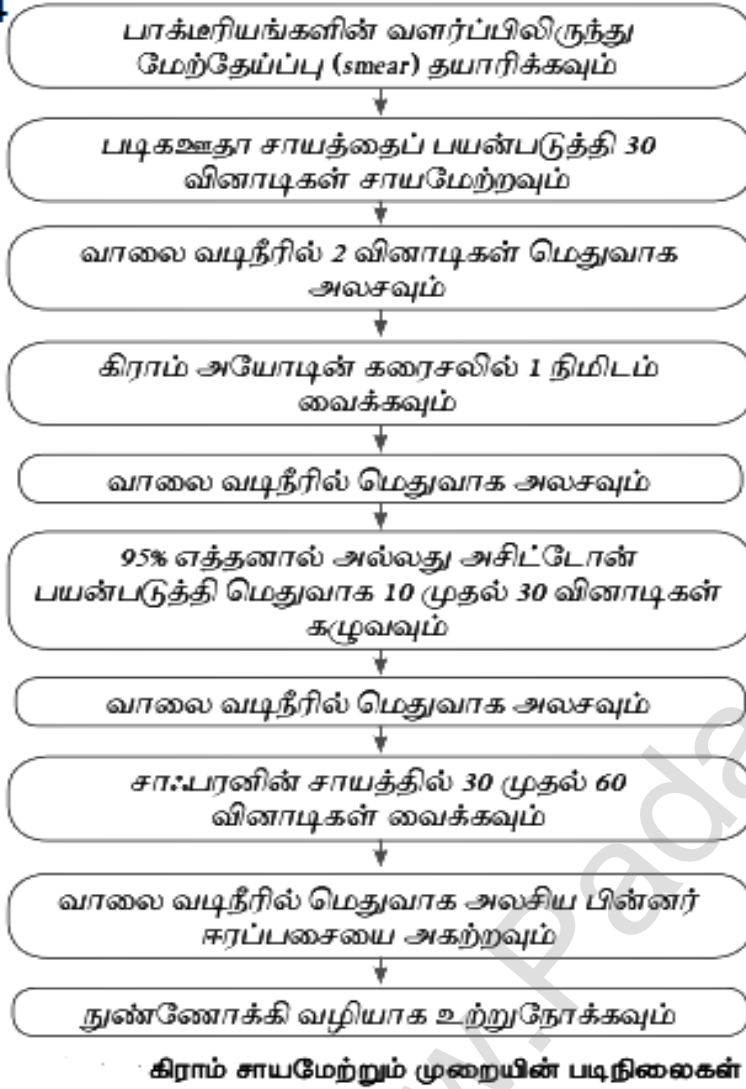 4
பாக்டீரியங்களின் வளர்ப்பிலிருந்து
மேற்தேய்ப்பு (smear) தயாரிக்கவும்
படிகஊதா சாயத்தைப் பயன்படுத்தி 30
வினாடிகள் சாயமேற்றவும்
வாலை வடிநீரில் 2 வினாடிகள் மெதுவாக
அலசவும்
கிராம் அயோடின் கரைசலில் 1 நிமிடம்
வைக்கவும்
வாலை வடிநீரில் மெதுவாக அலசவும்
95% எத்தனால் அல்லது அசிட்டோன்
பயன்படுத்தி மெதுவாக 10 முதல் 30 வினாடிகள்
கழுவவும்
வாலை வடிநீரில் மெதுவாக அலசவும்
சாஃபரனின் சாயத்தில் 30 முதல் 60
வினாடிகள் வைக்கவும்
வாலை வடிநீரில் மெதுவாக அலசிய பின்னர்
ஈரப்பசையை அகற்றவும்
நுண்ணோக்கி வழியாக உற்றுநோக்கவும்
கிராம் சாயமேற்றும் முறையின் படிநிலைகள்